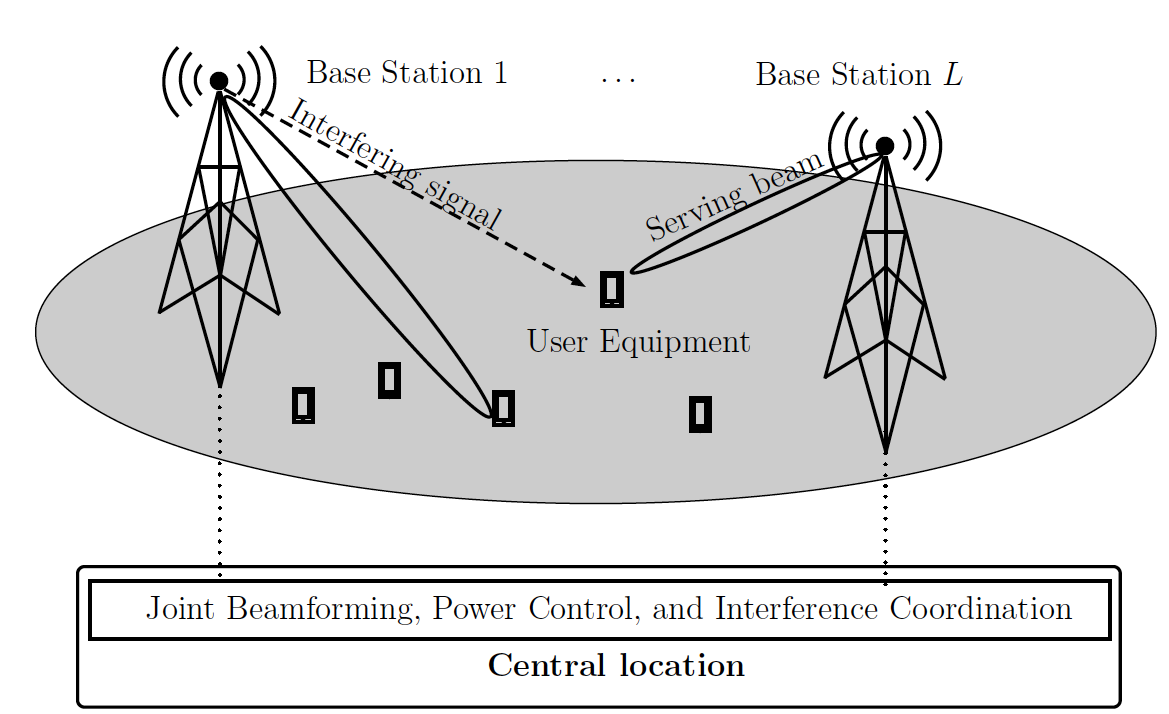 Base Station 1
...
Base Station L
Interfering signal
Serving beam
User Equipment
Joint Beamforming, Power Control, and Interference Coordination
Central location